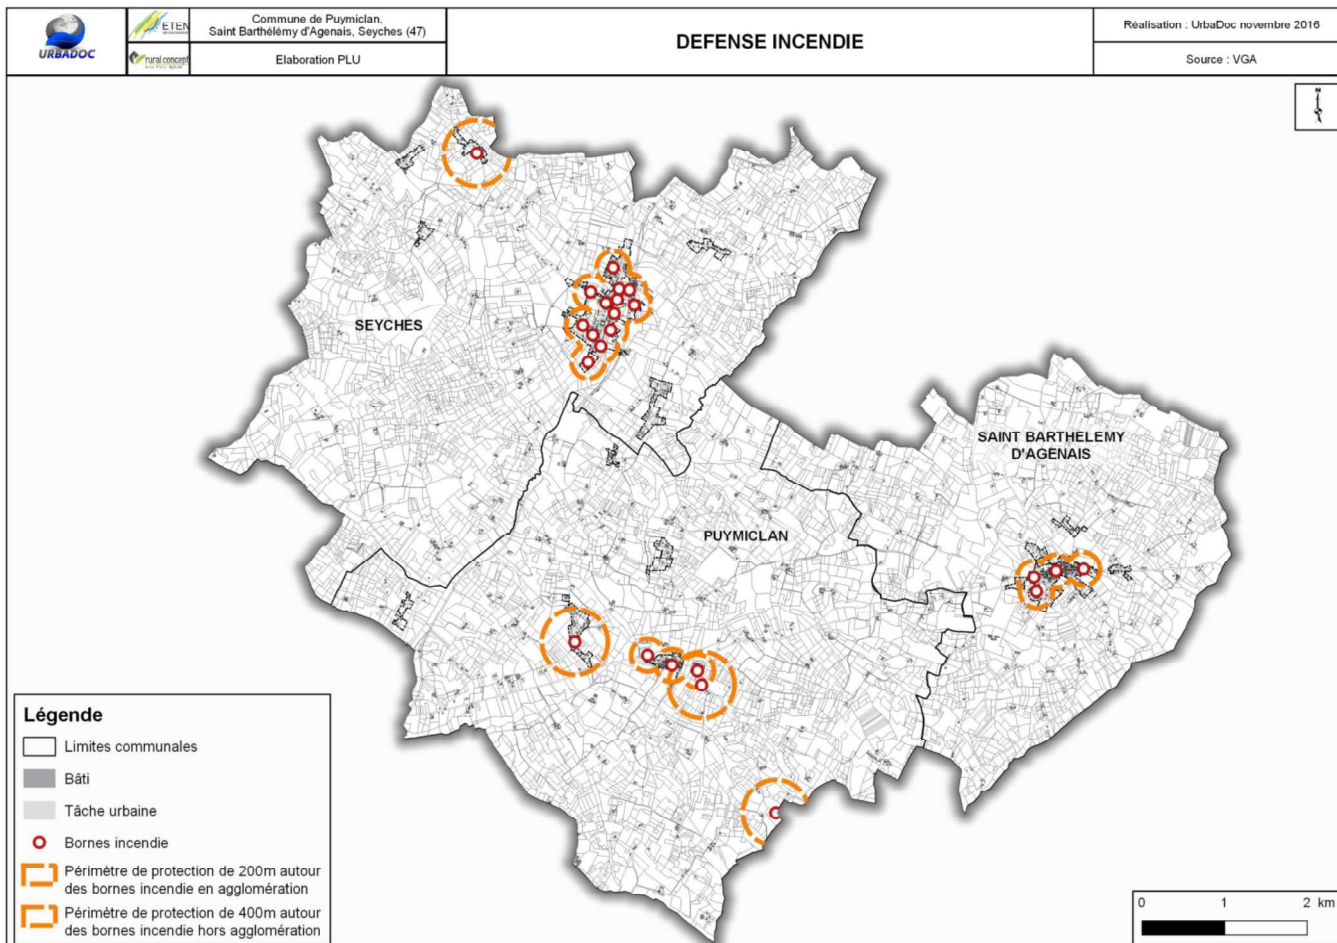 URBADOC
ETEN
rural concept
Commune de Puymiclan.
Saint Barthélémy d'Agenais, Seyches (47)
Elaboration PLU
DEFENSE INCENDIE
Réalisation : UrbaDoc novembre 2016
Source : VGA
N
SEYCHES
SAINT BARTHELEMY
D'AGENAIS
PUYMICLAN
Légende
Limites communales
Bâti
Tâche urbaine
Bornes incendie
Périmètre de protection de 200m autour
des bornes incendie en agglomération
Périmètre de protection de 400m autour
des bornes incendie hors agglomération
0 1 2 km